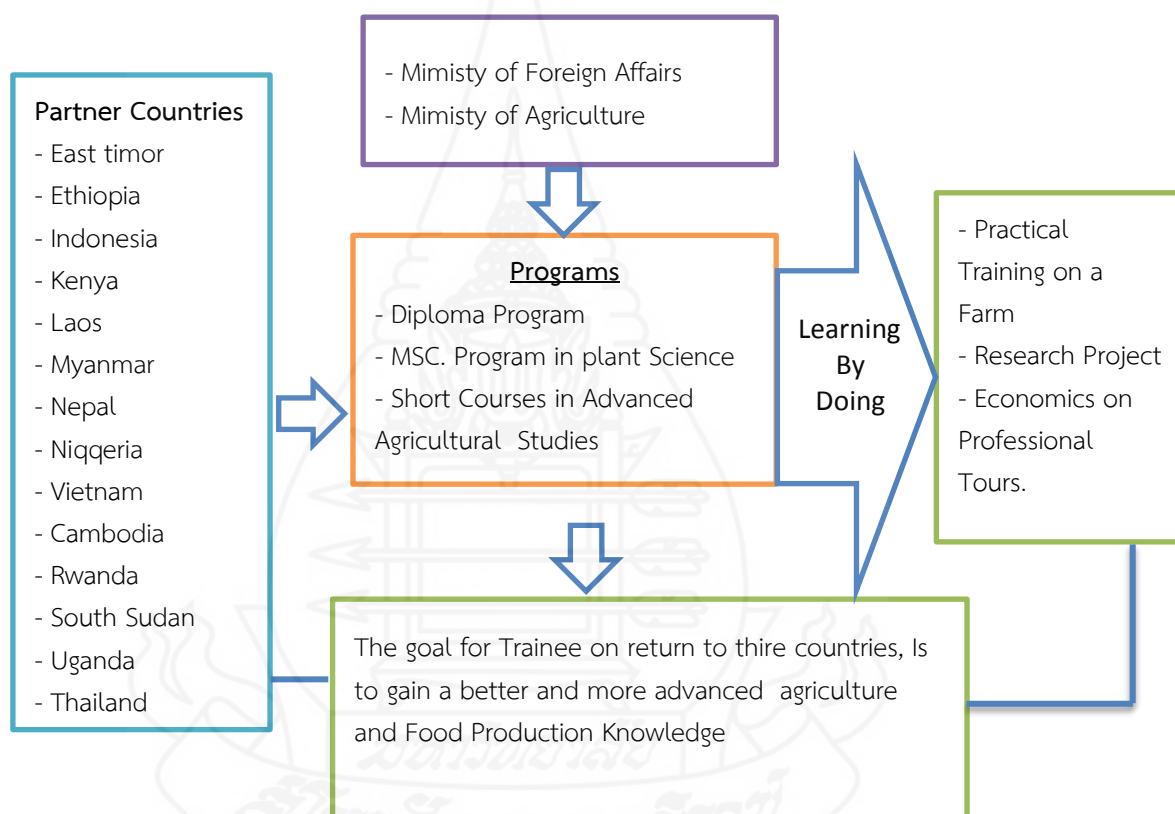 - Mimisty of Foreign Affairs
- Mimisty of Agriculture
Partner Countries
- East timor
- Ethiopia
- Indonesia
- Kenya
- Laos
- Myanmar
- Nepal
- Niqqeria
- Vietnam
- Cambodia
- Rwanda
- South Sudan
- Uganda
- Thailand
Programs
- Diploma Program
- MSC. Program in plant Science
- Short Courses in Advanced
Agricultural Studies
Learning
By
Doing
- Practical
Training on a
Farm
- Research Project
- Economics on
Professional
Tours.
The goal for Trainee on return to thire countries, Is
to gain a better and more advanced agriculture
and Food Production Knowledge